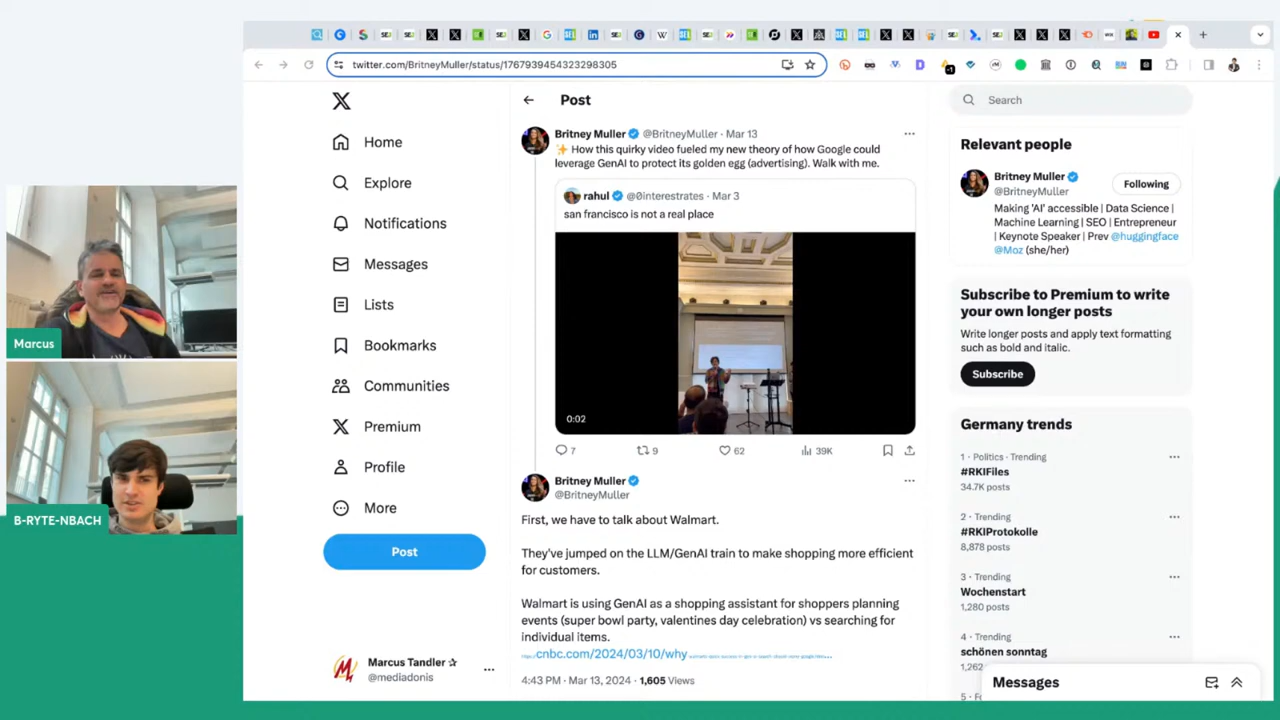 twitter.com/BritneyMuller/status/1767939454323298305
Home
Explore
Notifications
Messages
Lists
Bookmarks
Communities
Premium
Profile
More
Post
Marcus Tandler
@mediadonis
Post
Britney Muller @BritneyMuller · Mar 13
✨ How this quirky video fueled my new theory of how Google could
leverage GenAI to protect its golden egg (advertising). Walk with me.
rahul @0interestrates · Mar 3
san francisco is not a real place
0:02
7 9 62 39K
Britney Muller
@BritneyMuller
First, we have to talk about Walmart.
They've jumped on the LLM/GenAI train to make shopping more efficient
for customers.
Walmart is using GenAI as a shopping assistant for shoppers planning
events (super bowl party, valentines day celebration) vs searching for
individual items.
cnbc.com/2024/03/10/why
4:43 PM · Mar 13, 2024 · 1,605 Views
Search
Relevant people
Britney Muller
@BritneyMuller
Following
Making 'AI' accessible | Data Science |
Machine Learning | SEO | Entrepreneur
| Keynote Speaker | Prev @huggingface
@Moz (she/her)
Subscribe to Premium to write
your own longer posts
Write longer posts and apply text formatting
such as bold and italic.
Subscribe
Germany trends
1 · Politics · Trending
#RKIFiles
34.7K posts
2 · Trending
#RKIProtokolle
8,878 posts
3 · Trending
Wochenstart
1,280 posts
4 · Trending
schönen sonntag
1,262
5 ·
Messages
Marcus
B-RYTE-NBACH